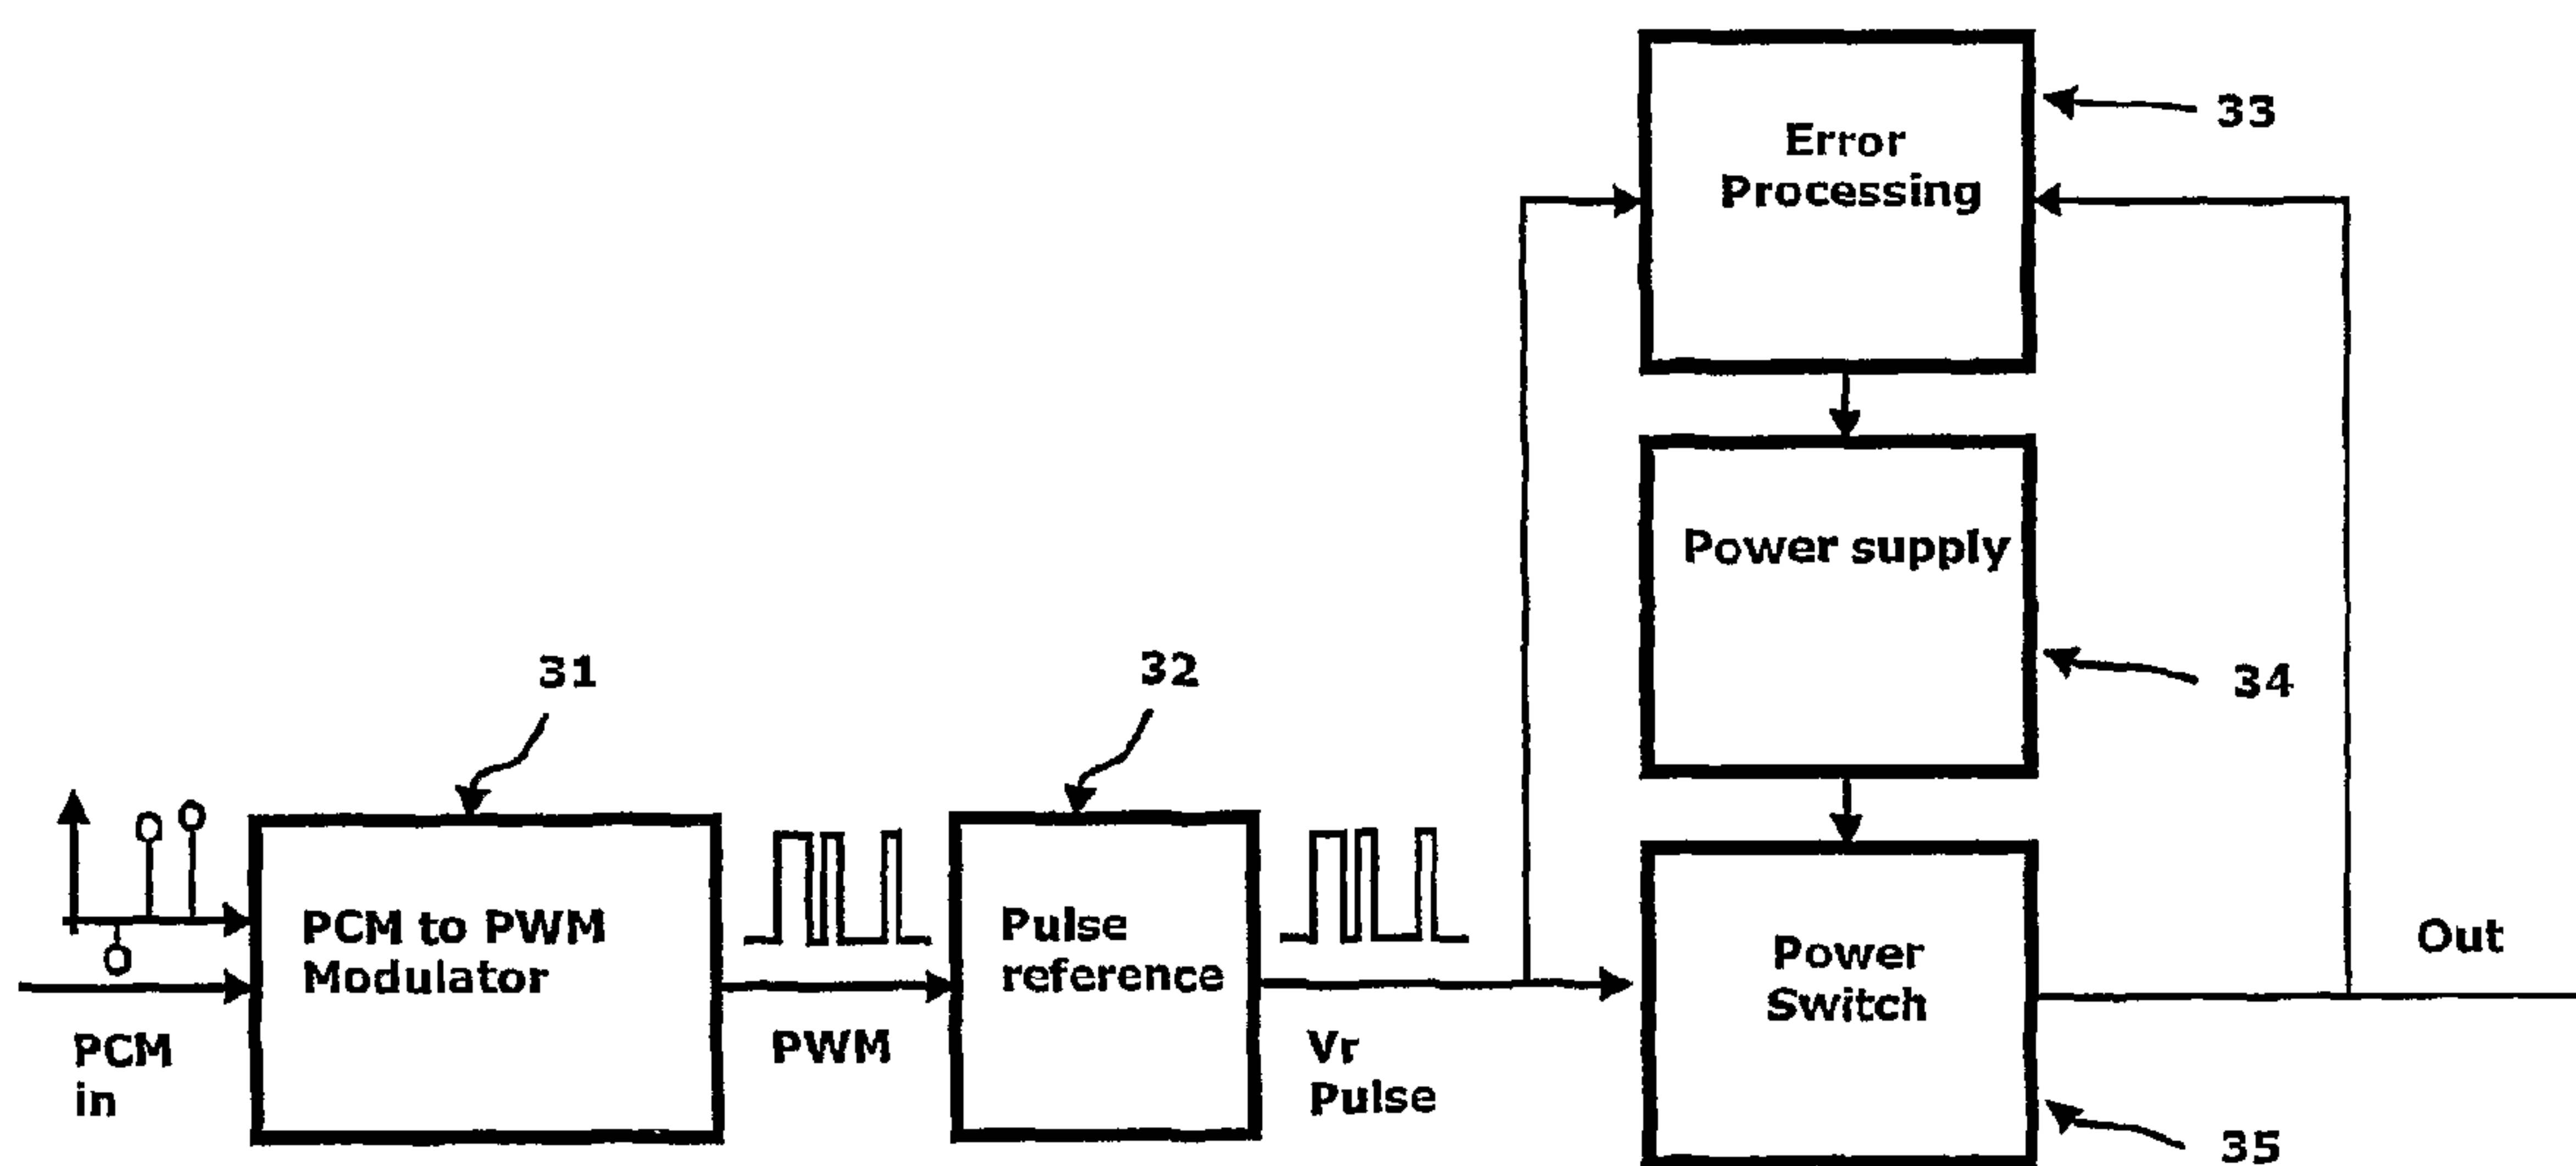 33
Error
Processing
Power supply
34
31
32
PCM to PWM
Modulator
Pulse
reference
Power
Switch
Out
PCM
in
PWM
Vr
Pulse
35